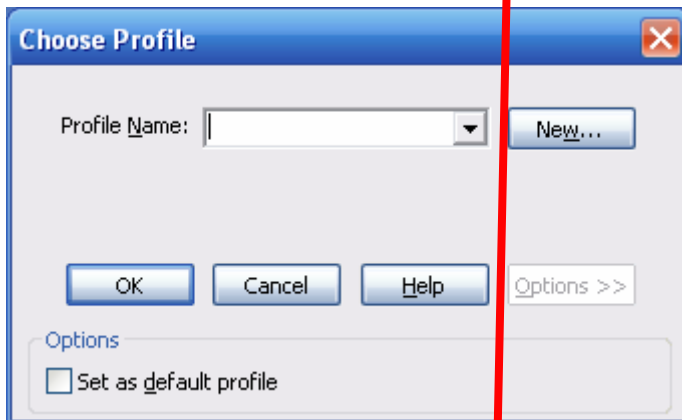 Choose Profile
Profile Name: New...
OK Cancel Help Options >>
Options
Set as default profile